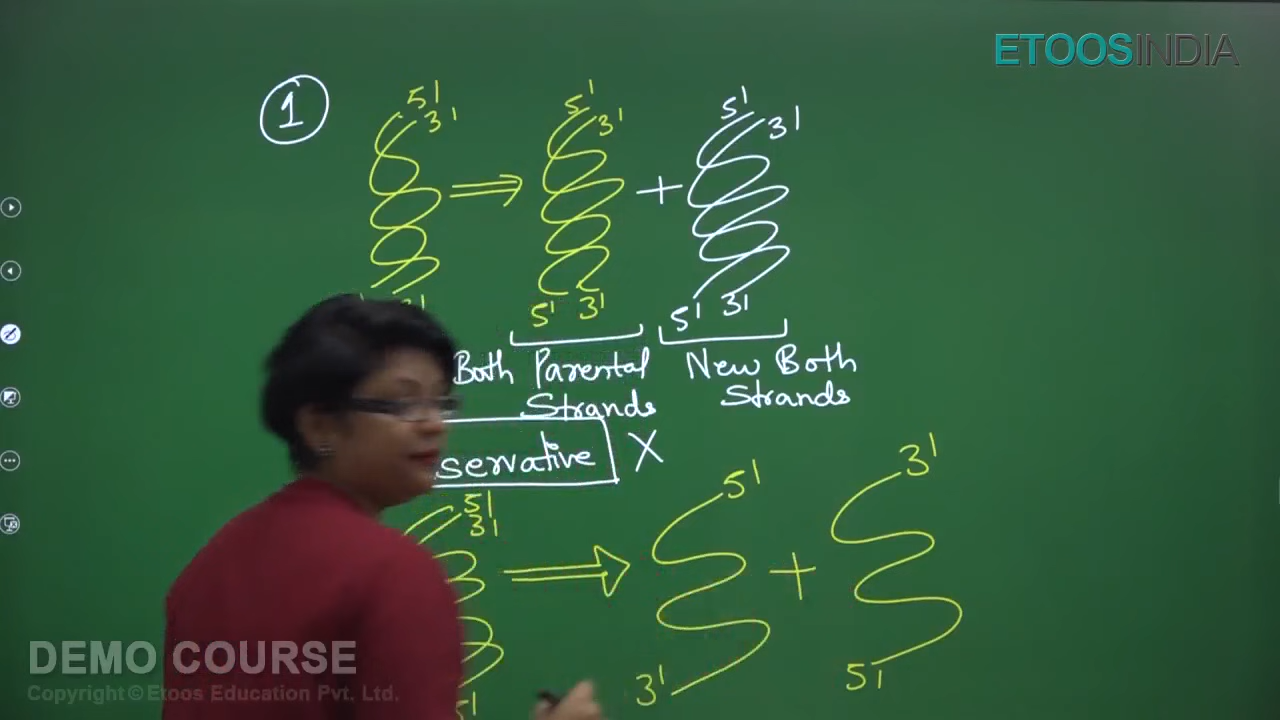 ETOOSINDIA
1
5' 5' 5'
3' 3' 3'
⇒ +
5' 3' 5' 3'
Both Parental Strands
New Both Strands
servative X
5'
3'
⇒ 5' + 3'
3' 5'
5'
DEMO COURSE
Copyright © Etoos Education Pvt. Ltd.